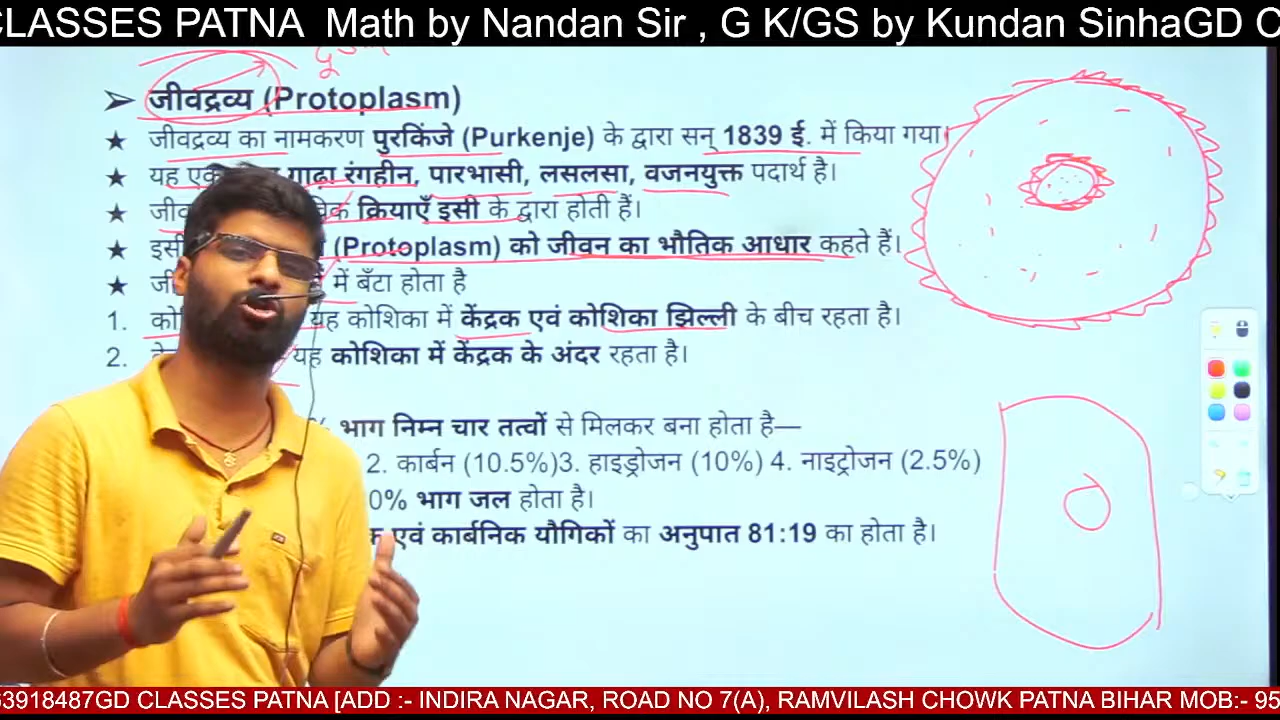 CLASSES PATNA Math by Nandan Sir , G K/GS by Kundan SinhaGD C
➢ जीवद्रव्य (Protoplasm)
★ जीवद्रव्य का नामकरण पुरकिंजे (Purkenje) के द्वारा सन् 1839 ई. में किया गया।
★ यह एक गाढ़ा रंगहीन, पारभासी, लसलसा, वजनयुक्त पदार्थ है।
★ क्रियाएँ इसी के द्वारा होती हैं।
★ (Protoplasm) को जीवन का भौतिक आधार कहते हैं।
★ में बँटा होता है
1. यह कोशिका में केंद्रक एवं कोशिका झिल्ली के बीच रहता है।
2. यह कोशिका में केंद्रक के अंदर रहता है।
% भाग निम्न चार तत्वों से मिलकर बना होता है—
2. कार्बन (10.5%)3. हाइड्रोजन (10%) 4. नाइट्रोजन (2.5%)
0% भाग जल होता है।
एवं कार्बनिक यौगिकों का अनुपात 81:19 का होता है।
63918487GD CLASSES PATNA [ADD :- INDIRA NAGAR, ROAD NO 7(A), RAMVILASH CHOWK PATNA BIHAR MOB:- 95